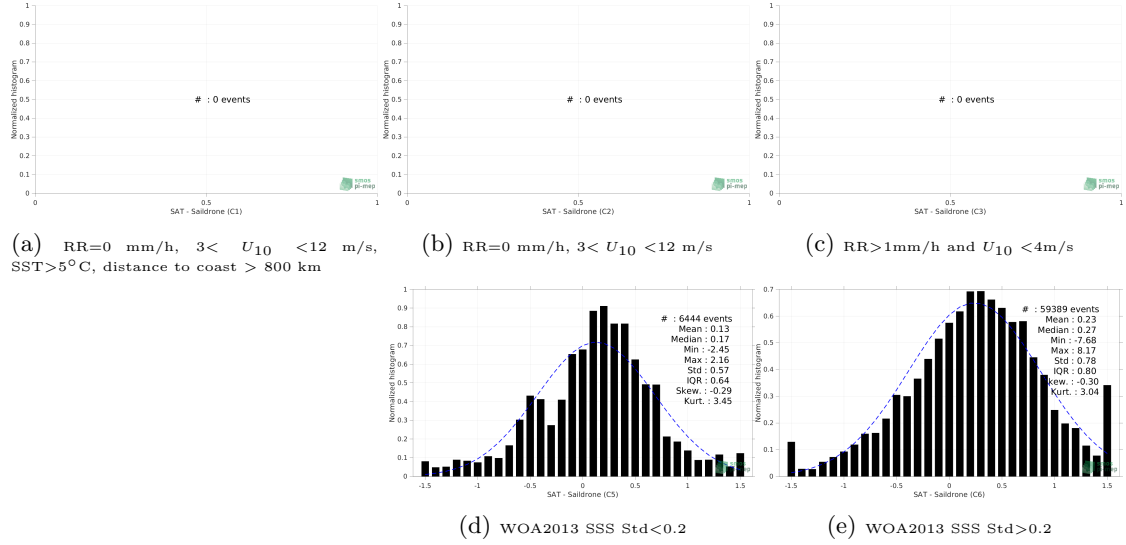 1
0.9
0.8
0.7
0.6
0.5
0.4
0.3
0.2
0.1
0
Normalized histogram
# : 0 events
smos
pi-mep
0 0.5 1
SAT - Saildrone (C1)
(a) RR=0 mm/h, 3< U10 <12 m/s,
SST>5°C, distance to coast > 800 km
1
0.9
0.8
0.7
0.6
0.5
0.4
0.3
0.2
0.1
0
Normalized histogram
# : 0 events
smos
pi-mep
0 0.5 1
SAT - Saildrone (C2)
(b) RR=0 mm/h, 3< U10 <12 m/s
1
0.9
0.8
0.7
0.6
0.5
0.4
0.3
0.2
0.1
0
Normalized histogram
# : 0 events
smos
pi-mep
0 0.5 1
SAT - Saildrone (C3)
(c) RR>1mm/h and U10 <4m/s
1
0.9
0.8
0.7
0.6
0.5
0.4
0.3
0.2
0.1
0
Normalized histogram
# : 6444 events
Mean : 0.13
Median : 0.17
Min : -2.45
Max : 2.16
Std : 0.57
IQR : 0.64
Skew. : -0.29
Kurt. : 3.45
-1.5 -1 -0.5 0 0.5 1 1.5
SAT - Saildrone (C5)
(d) WOA2013 SSS Std<0.2
0.7
0.6
0.5
0.4
0.3
0.2
0.1
0
Normalized histogram
# : 59389 events
Mean : 0.23
Median : 0.27
Min : -7.68
Max : 8.17
Std : 0.78
IQR : 0.80
Skew. : -0.30
Kurt. : 3.04
-1.5 -1 -0.5 0 0.5 1 1.5
SAT - Saildrone (C6)
(e) WOA2013 SSS Std>0.2